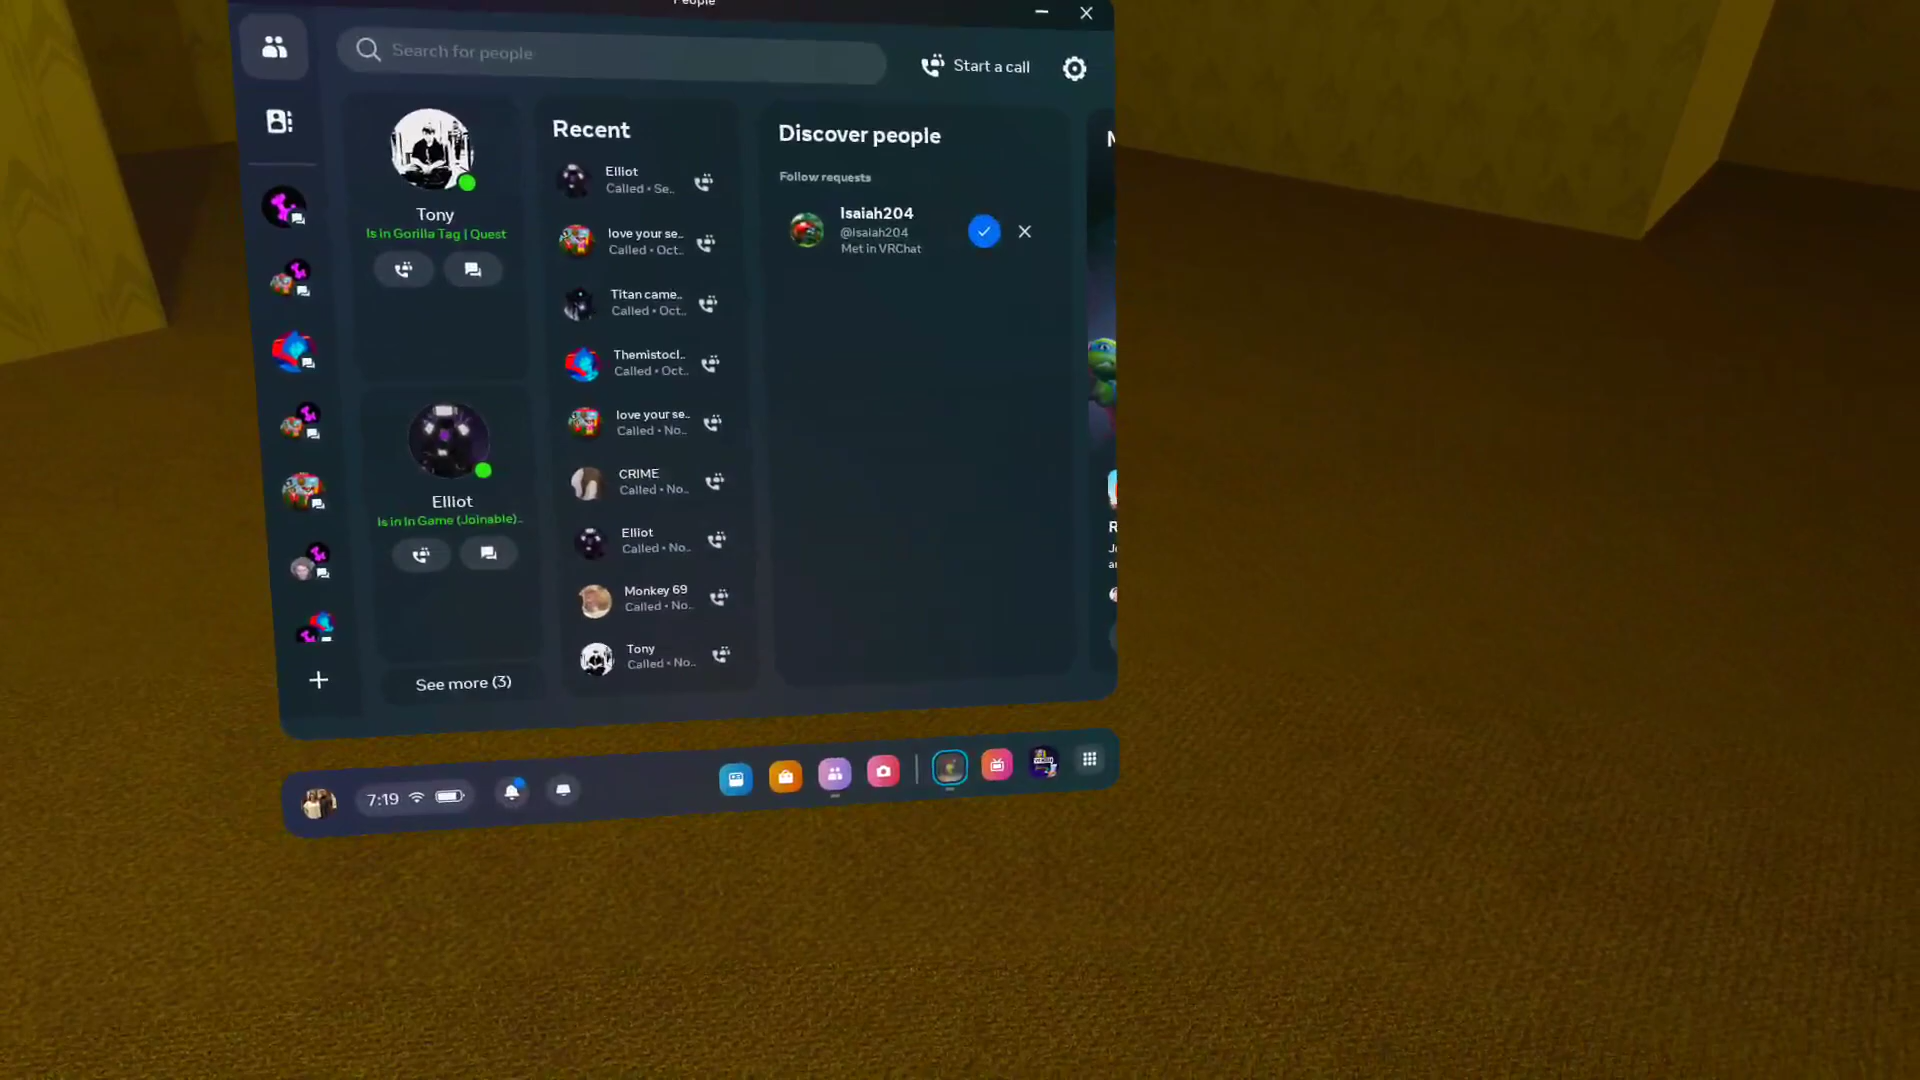 People
Search for people
Start a call
Tony
Is in Gorilla Tag | Quest
Elliot
Is in In Game (Joinable)..
See more (3)
Recent
Elliot
Called • Se..
love your se..
Called • Oct..
Titan came..
Called • Oct..
Themistocl..
Called • Oct..
love your se..
Called • No..
CRIME
Called • No..
Elliot
Called • No..
Monkey 69
Called • No..
Tony
Called • No..
Discover people
Follow requests
Isaiah204
@Isaiah204
Met in VRChat
7:19